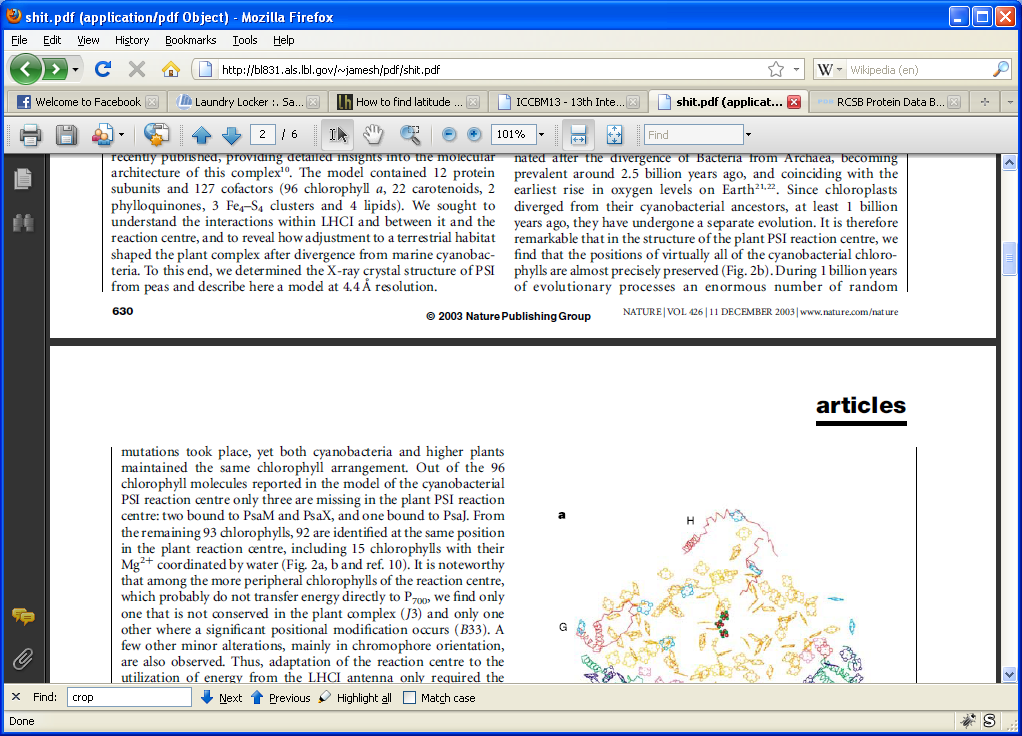 shit.pdf (application/pdf Object) - Mozilla Firefox
File Edit View History Bookmarks Tools Help
http://bl831.als.lbl.gov/~jamesh/pdf/shit.pdf
W Wikipedia (en)
Welcome to Facebook
Laundry Locker :. Sa...
lh How to find latitude ...
ICCBM13 - 13th Inte...
shit.pdf (applicat...
RCSB Protein Data B...
2 / 6
101%
Find
recently published, providing detailed insights into the molecular
architecture of this complex¹⁰. The model contained 12 protein
subunits and 127 cofactors (96 chlorophyll a, 22 carotenoids, 2
phylloquinones, 3 Fe₄–S₄ clusters and 4 lipids). We sought to
understand the interactions within LHCI and between it and the
reaction centre, and to reveal how adjustment to a terrestrial habitat
shaped the plant complex after divergence from marine cyanobac-
teria. To this end, we determined the X-ray crystal structure of PSI
from peas and describe here a model at 4.4 Å resolution.
nated after the divergence of Bacteria from Archaea, becoming
prevalent around 2.5 billion years ago, and coinciding with the
earliest rise in oxygen levels on Earth²¹,²². Since chloroplasts
diverged from their cyanobacterial ancestors, at least 1 billion
years ago, they have undergone a separate evolution. It is therefore
remarkable that in the structure of the plant PSI reaction centre, we
find that the positions of virtually all of the cyanobacterial chloro-
phylls are almost precisely preserved (Fig. 2b). During 1 billion years
of evolutionary processes an enormous number of random
630
© 2003 Nature Publishing Group
NATURE | VOL 426 | 11 DECEMBER 2003 | www.nature.com/nature
articles
mutations took place, yet both cyanobacteria and higher plants
maintained the same chlorophyll arrangement. Out of the 96
chlorophyll molecules reported in the model of the cyanobacterial
PSI reaction centre only three are missing in the plant PSI reaction
centre: two bound to PsaM and PsaX, and one bound to PsaJ. From
the remaining 93 chlorophylls, 92 are identified at the same position
in the plant reaction centre, including 15 chlorophylls with their
Mg²⁺ coordinated by water (Fig. 2a, b and ref. 10). It is noteworthy
that among the more peripheral chlorophylls of the reaction centre,
which probably do not transfer energy directly to P₇₀₀, we find only
one that is not conserved in the plant complex (J3) and only one
other where a significant positional modification occurs (B33). A
few other minor alterations, mainly in chromophore orientation,
are also observed. Thus, adaptation of the reaction centre to the
utilization of energy from the LHCI antenna only required the
a
H
G
Find: crop Next Previous Highlight all Match case
Done
S